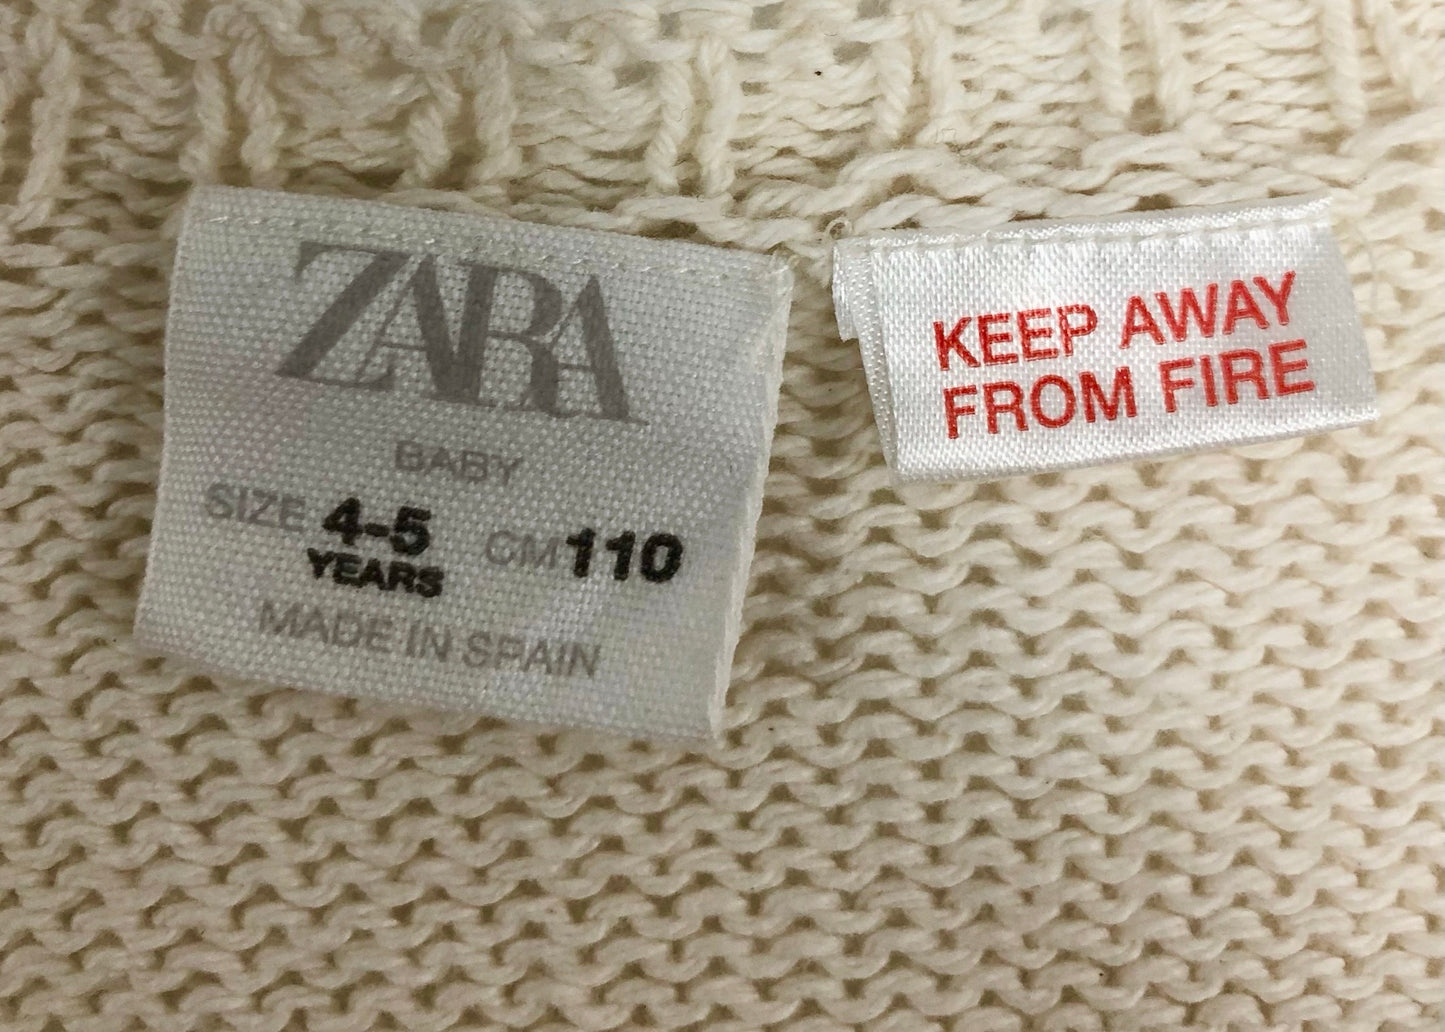 ZARA
BABY
SIZE 4-5 CM 110
YEARS
MADE IN SPAIN
KEEP AWAY
FROM FIRE